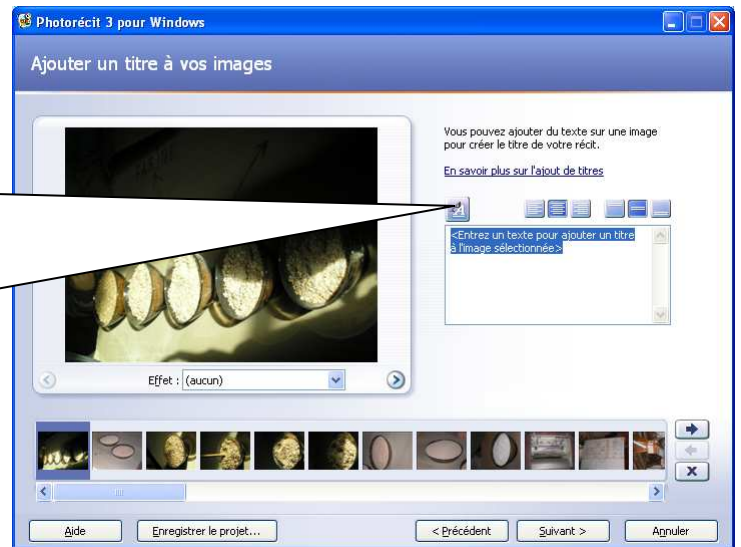 Photorécit 3 pour Windows
Ajouter un titre à vos images
Vous pouvez ajouter du texte sur une image
pour créer le titre de votre récit.
En savoir plus sur l'ajout de titres
A
<Entrez un texte pour ajouter un titre
à l'image sélectionnée>
Effet : (aucun)
Aide
Enregistrer le projet...
< Précédent
Suivant >
Annuler